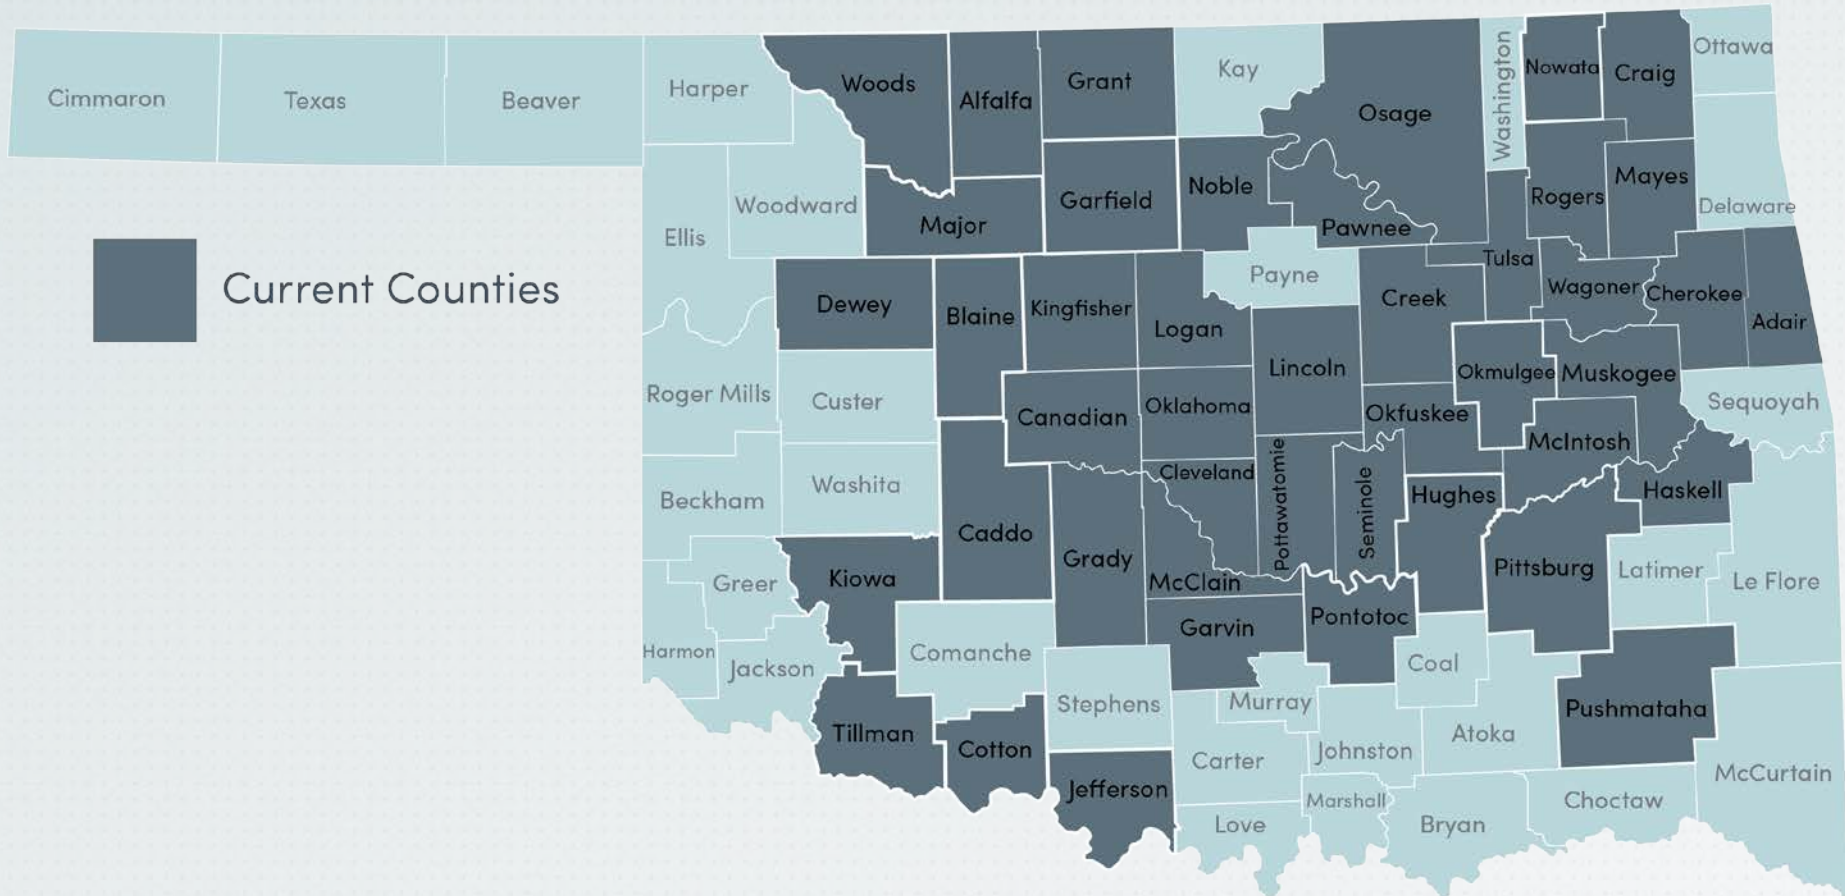 Cimmaron
Texas
Beaver
Harper
Woods
Alfalfa
Grant
Kay
Osage
Washington
Nowata
Craig
Ottawa
Woodward
Ellis
Major
Garfield
Noble
Pawnee
Rogers
Mayes
Delaware
Current Counties
Dewey
Blaine
Kingfisher
Logan
Payne
Creek
Tulsa
Wagoner
Cherokee
Adair
Roger Mills
Custer
Canadian
Oklahoma
Lincoln
Okfuskee
Okmulgee
Muskogee
Sequoyah
Beckham
Washita
Caddo
Grady
Cleveland
McClain
Pottawatomie
Seminole
Hughes
McIntosh
Haskell
Greer
Kiowa
Pittsburg
Latimer
Le Flore
Harmon
Jackson
Comanche
Stephens
Garvin
Murray
Pontotoc
Coal
Pushmataha
Tillman
Cotton
Jefferson
Carter
Johnston
Atoka
McCurtain
Love
Marshall
Bryan
Choctaw